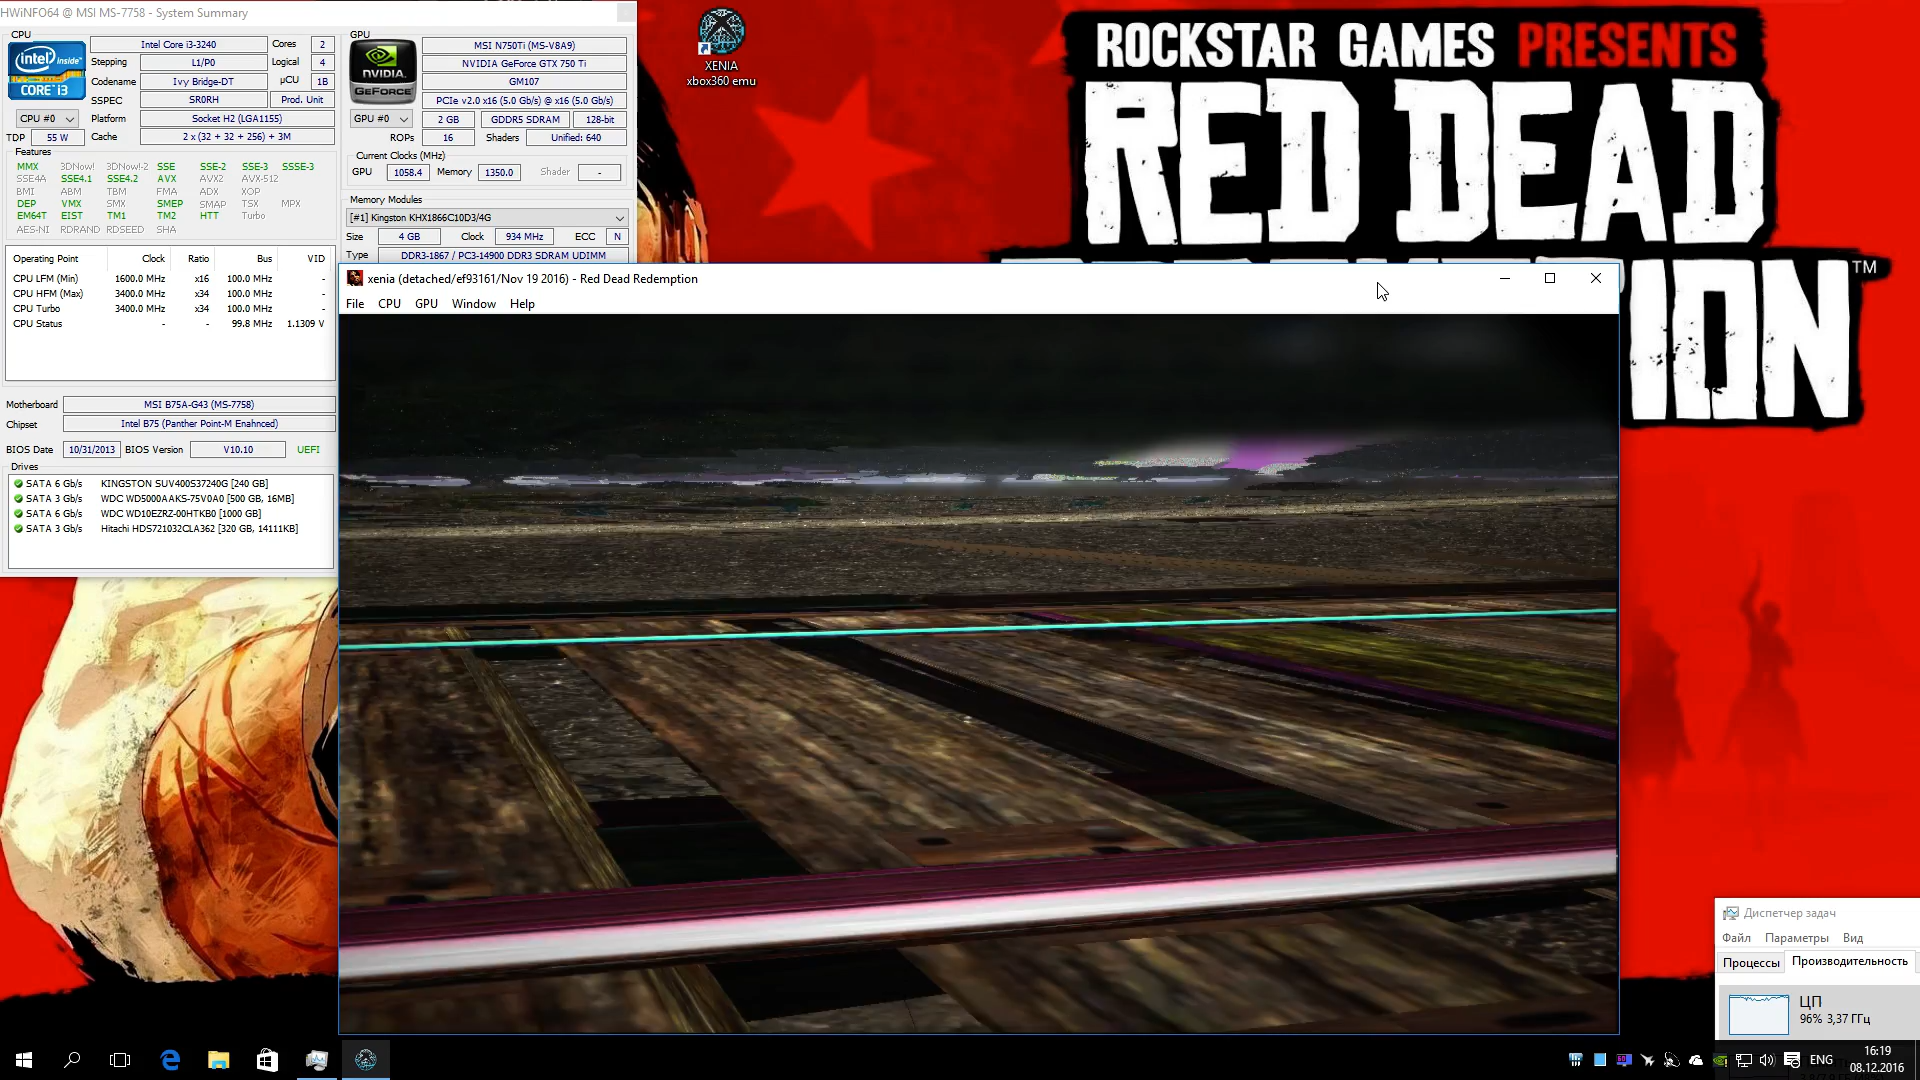 HWiNFO64 @ MSI MS-7758 - System Summary
CPU
intel inside
CORE i3
Intel Core i3-3240
Cores 2
Stepping L1/P0
Logical 4
Codename Ivy Bridge-DT
µCU 1B
SSPEC SR0RH Prod. Unit
CPU #0
Platform Socket H2 (LGA1155)
TDP 55 W
Cache 2 x (32 + 32 + 256) + 3M
Features
MMX 3DNow! 3DNow!-2 SSE SSE-2 SSE-3 SSSE-3
SSE4A SSE4.1 SSE4.2 AVX AVX2 AVX-512
BMI ABM TBM FMA ADX XOP
DEP VMX SMX SMEP SMAP TSX MPX
EM64T EIST TM1 TM2 HTT Turbo
AES-NI RDRAND RDSEED SHA
Operating Point Clock Ratio Bus VID
CPU LFM (Min) 1600.0 MHz x16 100.0 MHz -
CPU HFM (Max) 3400.0 MHz x34 100.0 MHz -
CPU Turbo 3400.0 MHz x34 100.0 MHz -
CPU Status - - 99.8 MHz 1.1309 V
Motherboard MSI B75A-G43 (MS-7758)
Chipset Intel B75 (Panther Point-M Enahnced)
BIOS Date 10/31/2013 BIOS Version V10.10 UEFI
Drives
SATA 6 Gb/s KINGSTON SUV400S37240G [240 GB]
SATA 3 Gb/s WDC WD5000AAKS-75V0A0 [500 GB, 16MB]
SATA 6 Gb/s WDC WD10EZRZ-00HTKB0 [1000 GB]
SATA 3 Gb/s Hitachi HDS721032CLA362 [320 GB, 14111KB]
GPU
NVIDIA
GEFORCE
MSI N750Ti (MS-V8A9)
NVIDIA GeForce GTX 750 Ti
GM107
PCIe v2.0 x16 (5.0 Gb/s) @ x16 (5.0 Gb/s)
GPU #0 2 GB GDDR5 SDRAM 128-bit
ROPs 16 Shaders Unified: 640
Current Clocks (MHz)
GPU 1058.4 Memory 1350.0 Shader -
Memory Modules
[#1] Kingston KHX1866C10D3/4G
Size 4 GB Clock 934 MHz ECC N
Type DDR3-1867 / PC3-14900 DDR3 SDRAM UDIMM
XENIA
xbox360 emu
ROCKSTAR GAMES PRESENTS
RED DEAD
TM
xenia (detached/ef93161/Nov 19 2016) - Red Dead Redemption
File CPU GPU Window Help
Диспетчер задач
Файл Параметры Вид
Процессы Производительность
ЦП
96% 3,37 ГГц
ENG
16:19
08.12.2016